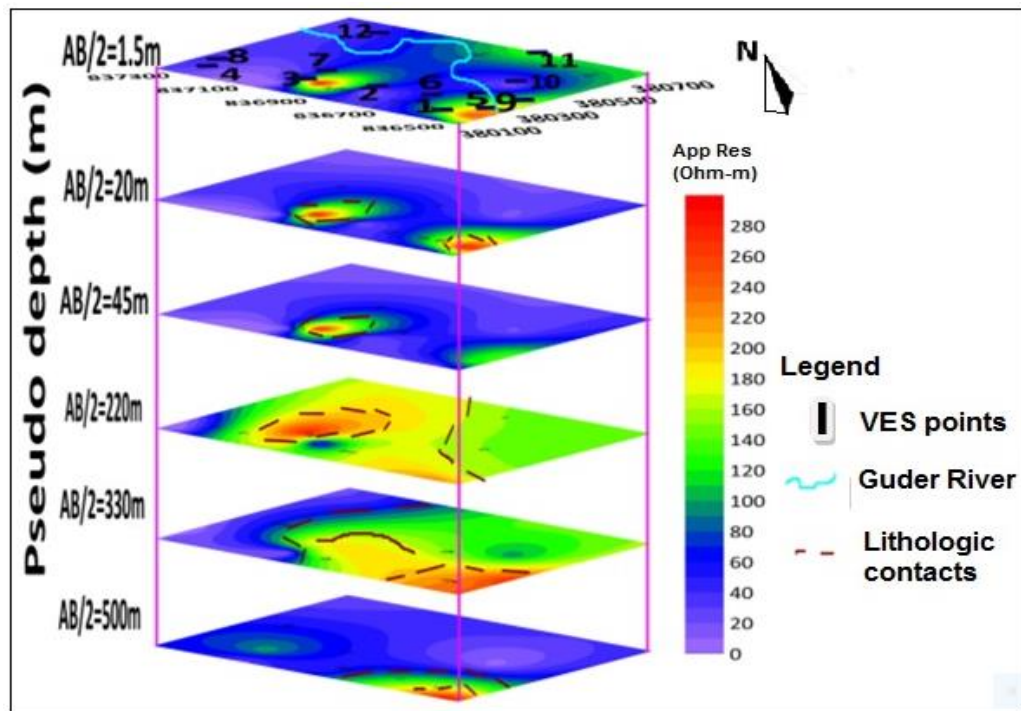 AB/2=1.5m
12
8
7
11
4
3
6
10
2
1
5
9
N
837300
837100
836900
836700
836500
380100
380300
380500
380700
Pseudo depth (m)
AB/2=20m
AB/2=45m
AB/2=220m
AB/2=330m
AB/2=500m
App Res
(Ohm-m)
280
260
240
220
200
180
160
140
120
100
80
60
40
20
0
Legend
VES points
Guder River
Lithologic
contacts